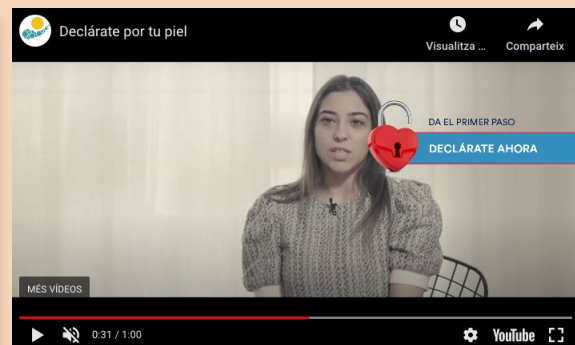 Declárate por tu piel
Visualitza ...
Comparteix
DA EL PRIMER PASO
DECLÁRATE AHORA
MÉS VÍDEOS
0:31 / 1:00
YouTube